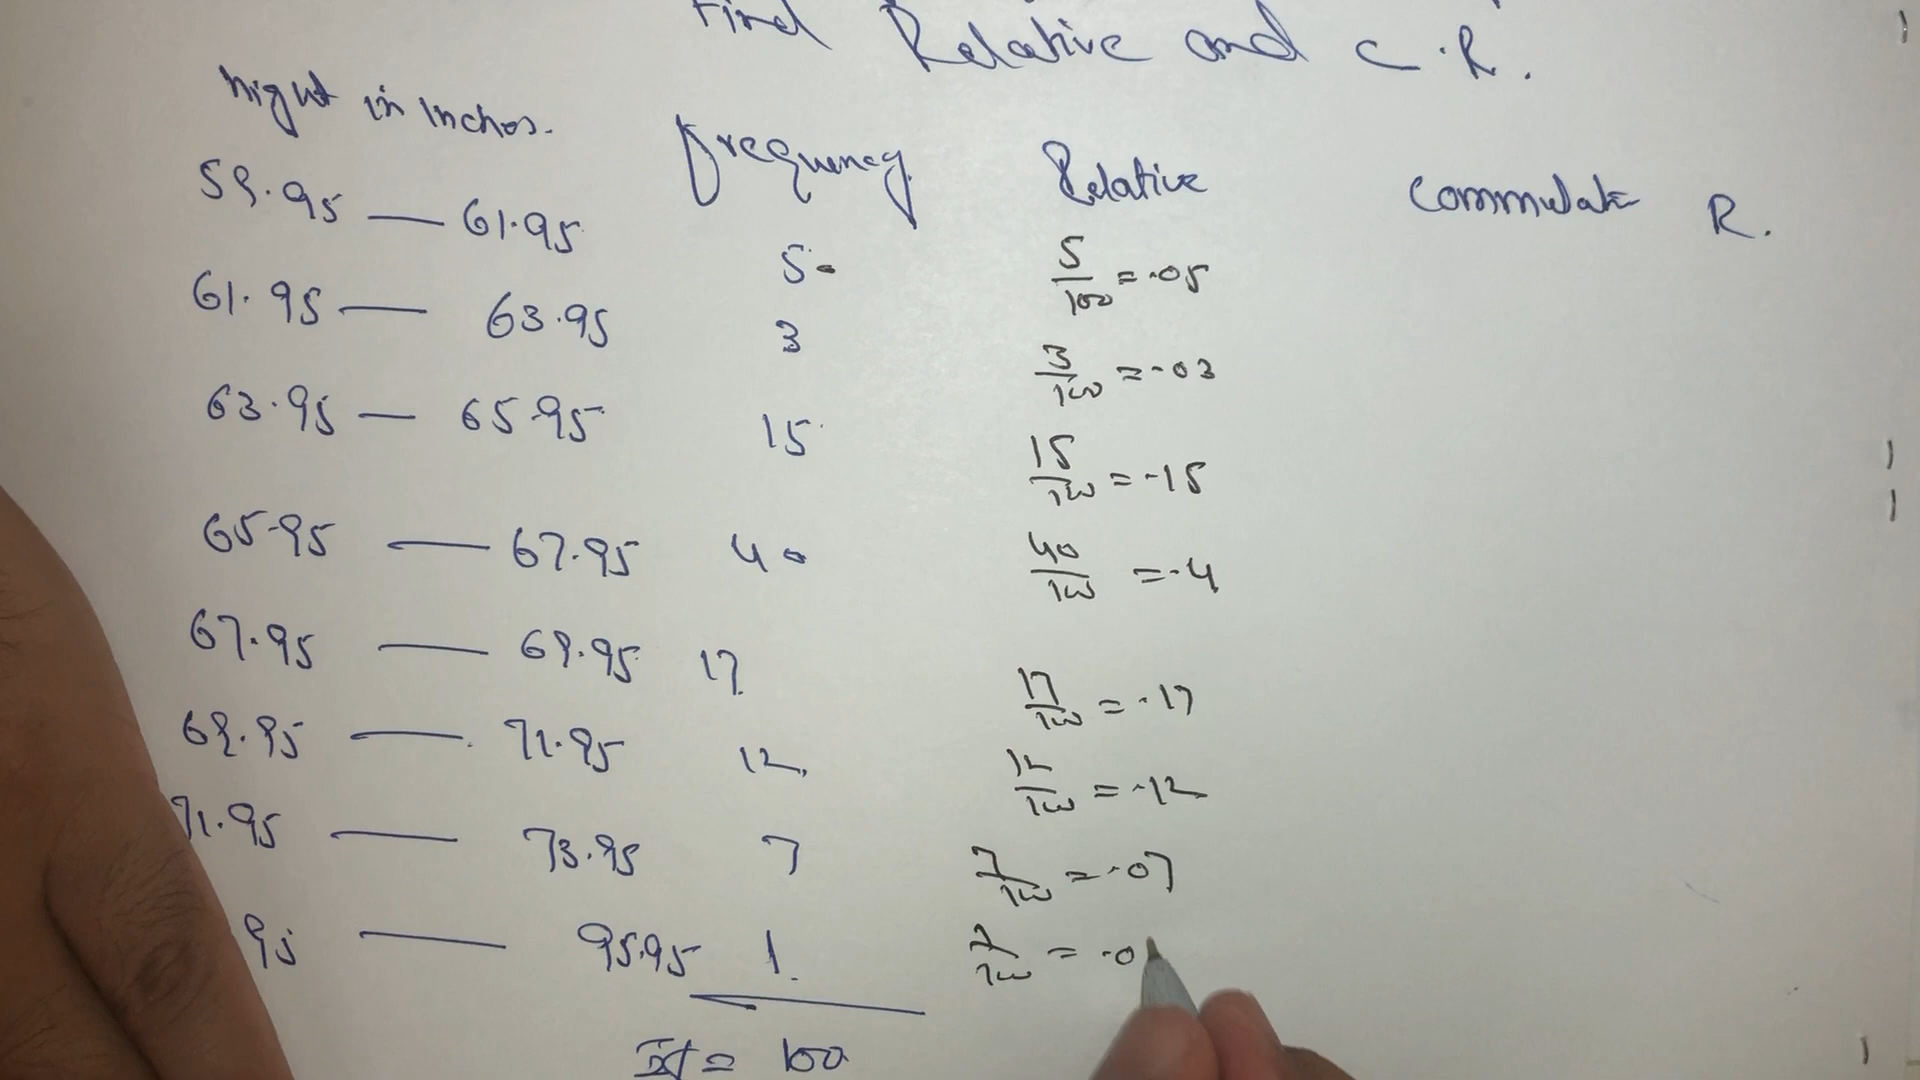 Find Relative and C.R.
hight in inches. frequency Relative Commulate R.
59.95 — 61.95 5 5/100 = .05
61.95 — 63.95 3 3/100 = .03
63.95 — 65.95 15 15/100 = .15
65.95 — 67.95 40 40/100 = .4
67.95 — 69.95 17 17/100 = .17
69.95 — 71.95 12 12/100 = .12
71.95 — 73.95 7 7/100 = .07
95 — 95.95 1. = .0
= 100